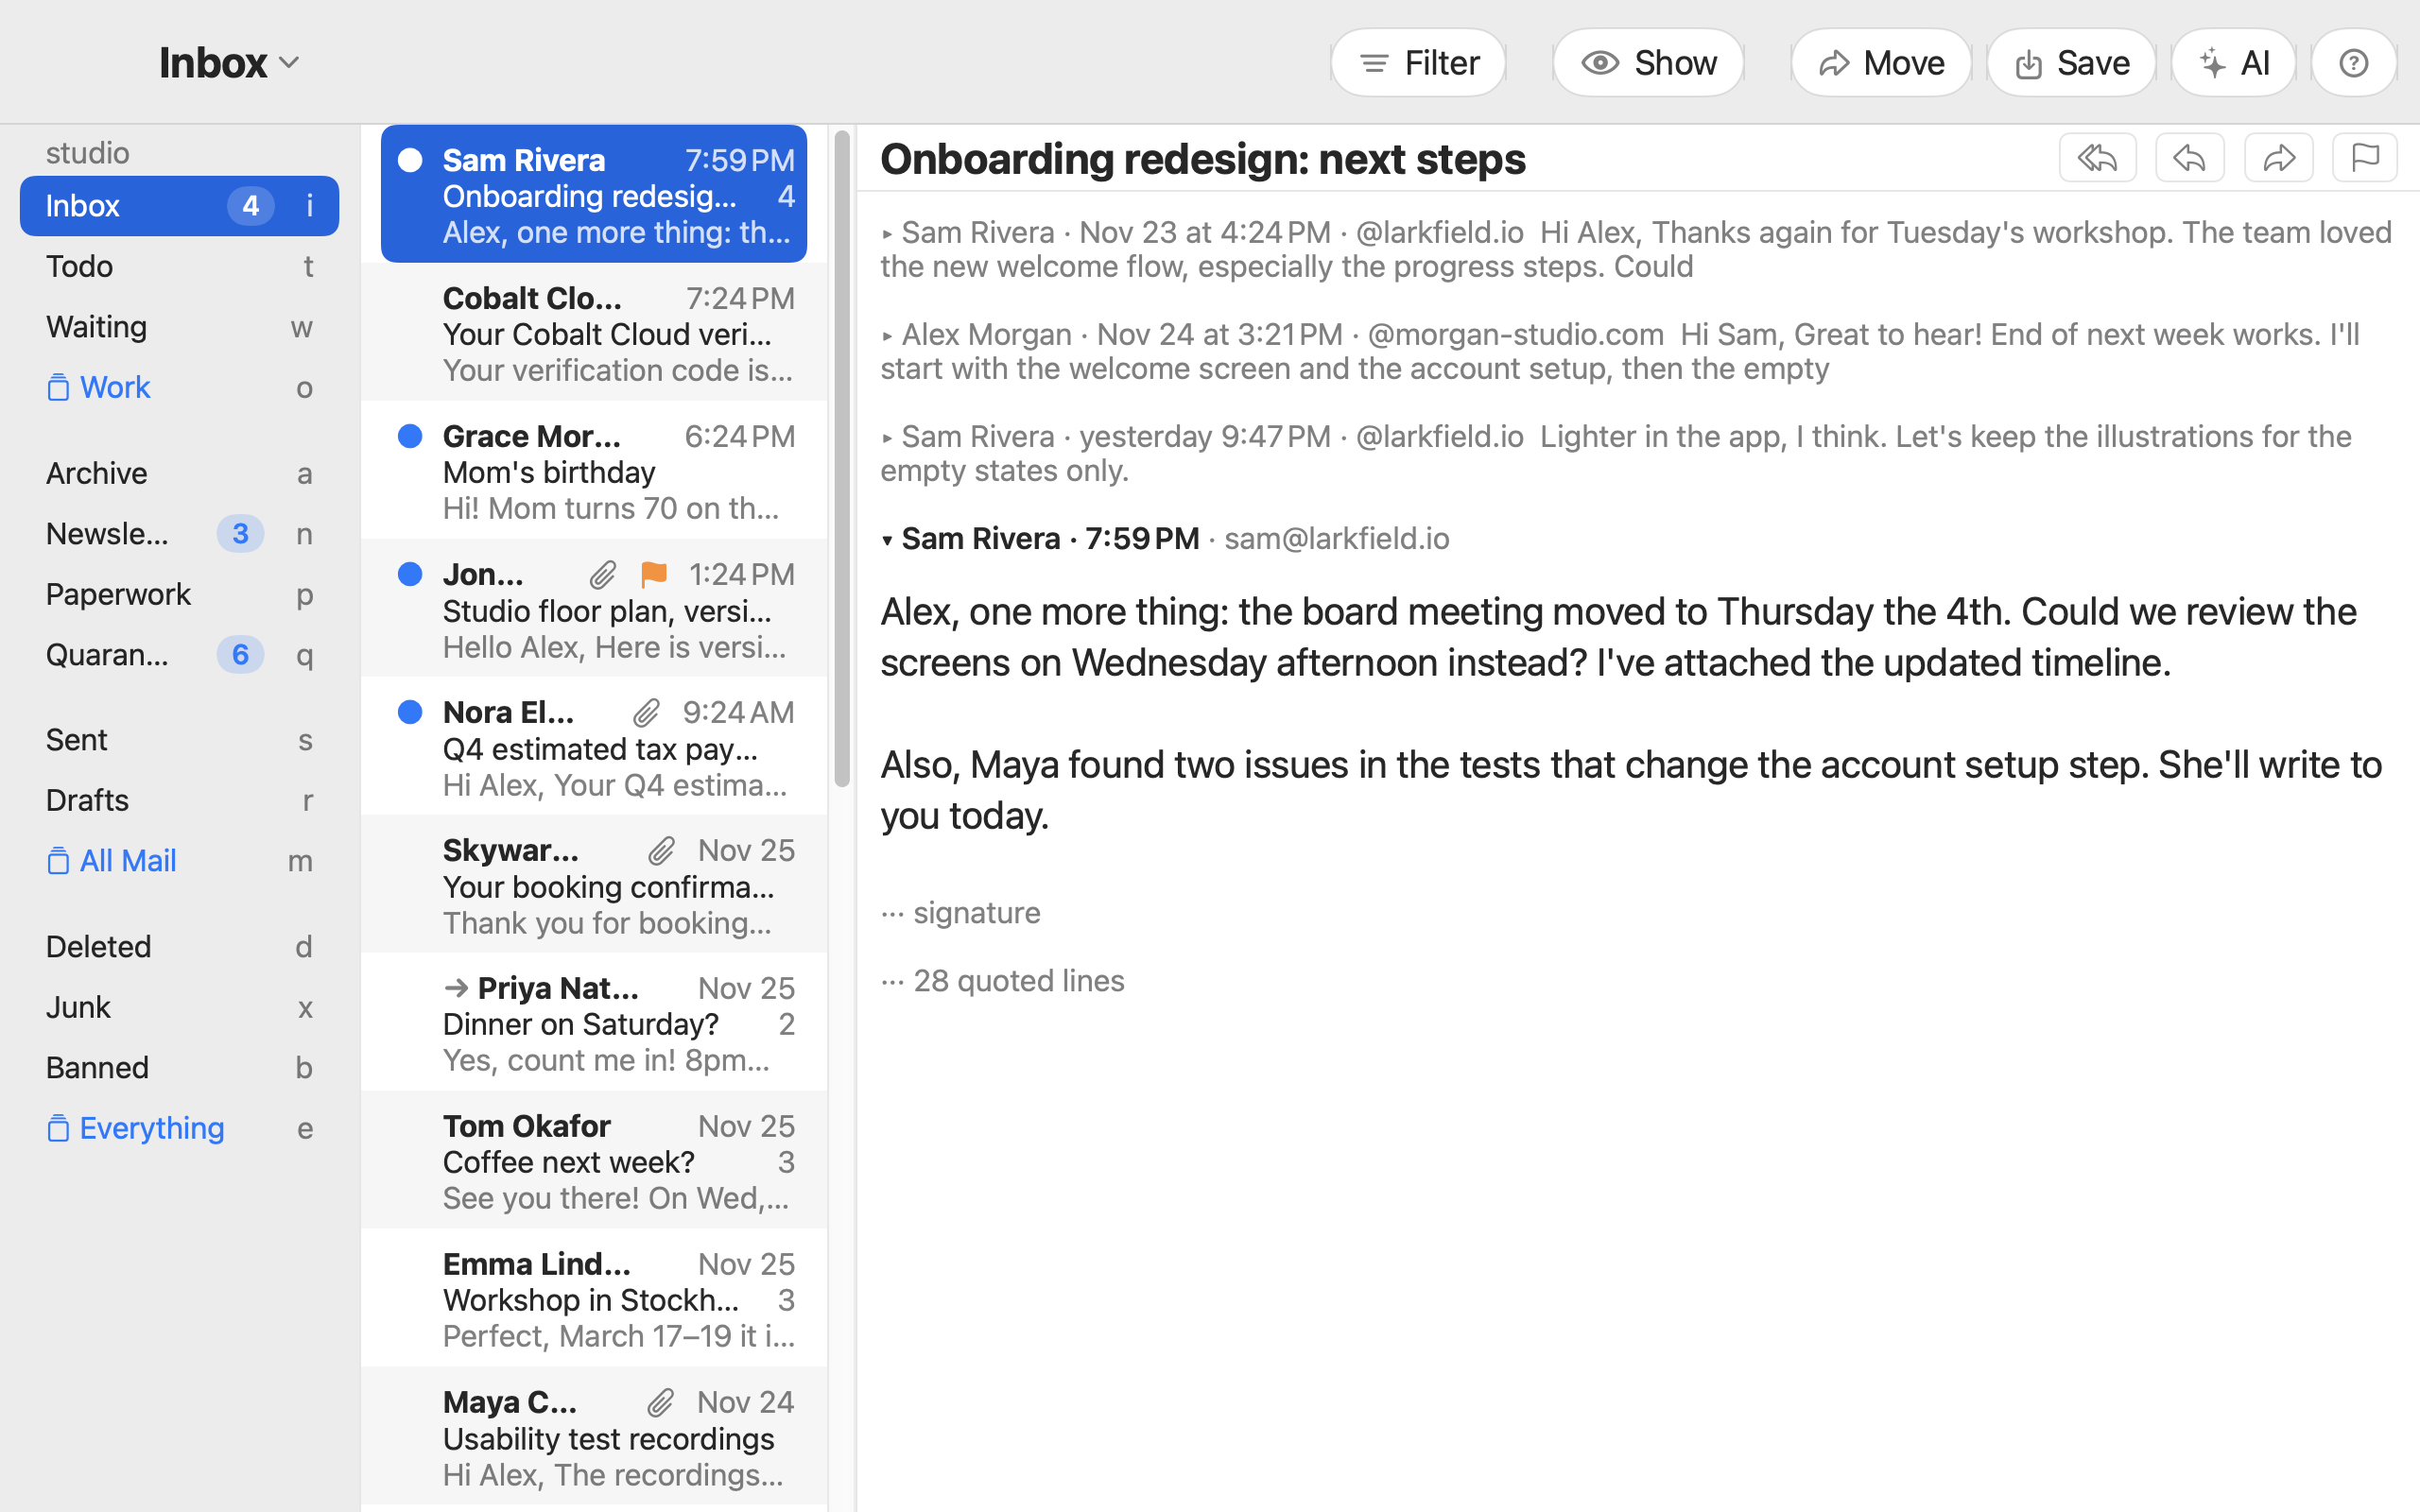 Inbox
Filter
Show
Move
Save
AI
?
studio
Inbox 4 i
Todo t
Waiting w
Work o
Archive a
Newsle... 3 n
Paperwork p
Quaran... 6 q
Sent s
Drafts r
All Mail m
Deleted d
Junk x
Banned b
Everything e
Sam Rivera 7:59 PM
Onboarding redesig... 4
Alex, one more thing: th...
Cobalt Clo... 7:24 PM
Your Cobalt Cloud veri...
Your verification code is...
Grace Mor... 6:24 PM
Mom's birthday
Hi! Mom turns 70 on th...
Jon... 1:24 PM
Studio floor plan, versi...
Hello Alex, Here is versi...
Nora El... 9:24 AM
Q4 estimated tax pay...
Hi Alex, Your Q4 estima...
Skywar... Nov 25
Your booking confirma...
Thank you for booking...
→ Priya Nat... Nov 25
Dinner on Saturday? 2
Yes, count me in! 8pm...
Tom Okafor Nov 25
Coffee next week? 3
See you there! On Wed,...
Emma Lind... Nov 25
Workshop in Stockh... 3
Perfect, March 17–19 it i...
Maya C... Nov 24
Usability test recordings
Hi Alex, The recordings...
Onboarding redesign: next steps
▸ Sam Rivera · Nov 23 at 4:24 PM · @larkfield.io Hi Alex, Thanks again for Tuesday's workshop. The team loved
the new welcome flow, especially the progress steps. Could
▸ Alex Morgan · Nov 24 at 3:21 PM · @morgan-studio.com Hi Sam, Great to hear! End of next week works. I'll
start with the welcome screen and the account setup, then the empty
▸ Sam Rivera · yesterday 9:47 PM · @larkfield.io Lighter in the app, I think. Let's keep the illustrations for the
empty states only.
▾ Sam Rivera · 7:59 PM · sam@larkfield.io
Alex, one more thing: the board meeting moved to Thursday the 4th. Could we review the
screens on Wednesday afternoon instead? I've attached the updated timeline.
Also, Maya found two issues in the tests that change the account setup step. She'll write to
you today.
··· signature
··· 28 quoted lines